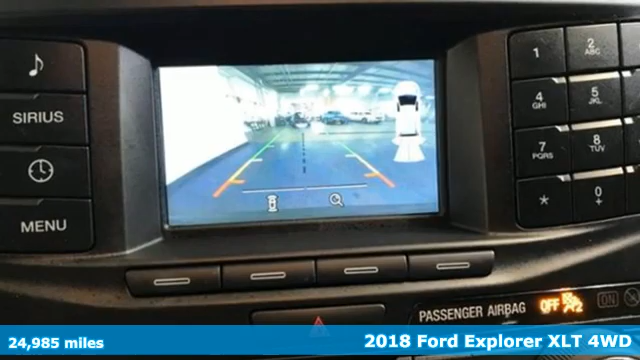 1
2
ABC
SIRIUS
4
GHI
5
JKL
7
PQRS
8
TUV
MENU
*
0
+
PASSENGER AIRBAG OFF 2 ON
24,985 miles
2018 Ford Explorer XLT 4WD